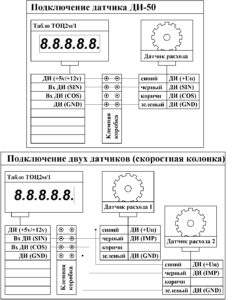 Подключение датчика ДИ-50
Табло ТОЦ2м/1
8.8.8.8.8.
Датчик расхода
ДИ (+5v/+12v)
Вх ДИ (SIN)
Вх ДИ (COS)
ДИ (GND)
Клемная коробка
синий ДИ (+Un)
черный ДИ (SIN)
коричн ДИ (COS)
зеленый ДИ (GND)
Подключение двух датчиков (скоростная колонка)
Табло ТОЦ2м/1
8.8.8.8.8.
Датчик расхода 1
Датчик расхода 2
ДИ (+5v/+12v)
Вх ДИ (SIN)
Вх ДИ (COS)
ДИ (GND)
Клемная коробка
синий ДИ (+Un)
черный ДИ (IMP)
коричн
зеленый ДИ (GND)
синий ДИ (+Un)
черный ДИ (IMP)
коричн
зеленый ДИ (GND)